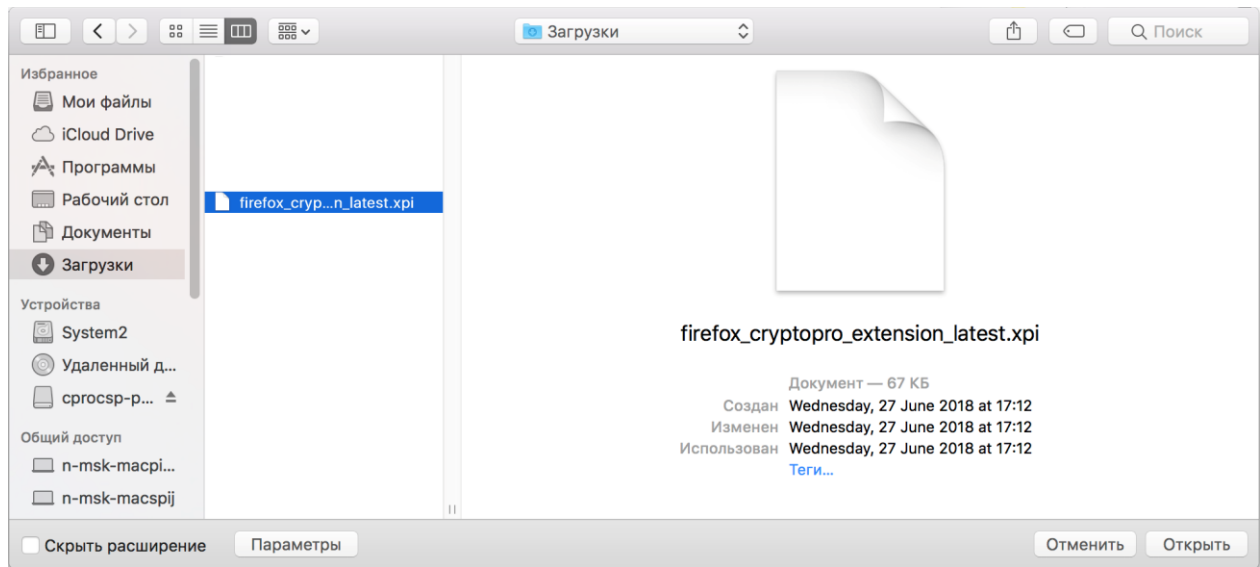 Загрузки
Поиск
Избранное
Мои файлы
iCloud Drive
Программы
Рабочий стол
Документы
Загрузки
Устройства
System2
Удаленный д...
cprocsp-p...
Общий доступ
n-msk-macpi...
n-msk-macspij
firefox_cryp...n_latest.xpi
firefox_cryptopro_extension_latest.xpi
Документ — 67 КБ
Создан Wednesday, 27 June 2018 at 17:12
Изменен Wednesday, 27 June 2018 at 17:12
Использован Wednesday, 27 June 2018 at 17:12
Теги...
Скрыть расширение
Параметры
Отменить
Открыть